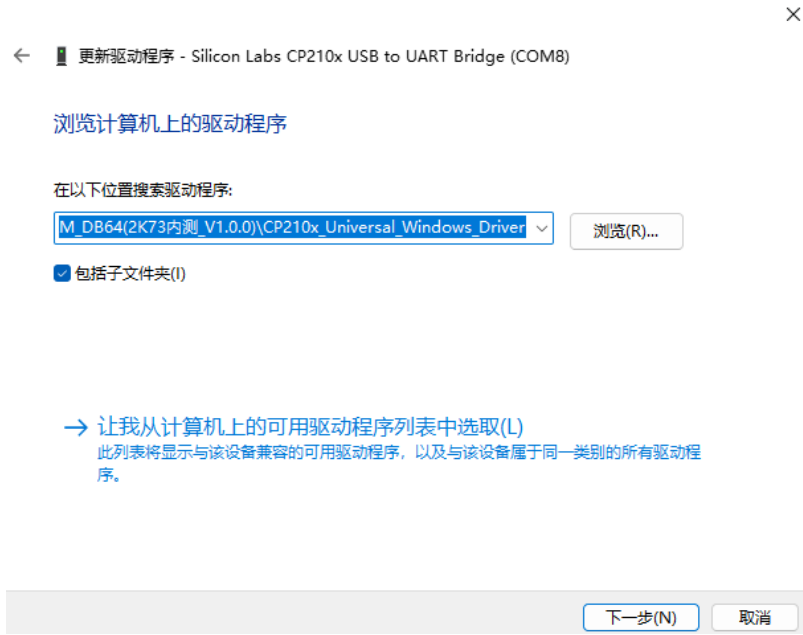 更新驱动程序 - Silicon Labs CP210x USB to UART Bridge (COM8)
浏览计算机上的驱动程序
在以下位置搜索驱动程序:
M_DB64(2K73内测_V1.0.0)\CP210x_Universal_Windows_Driver
浏览(R)...
包括子文件夹(I)
让我从计算机上的可用驱动程序列表中选取(L)
此列表将显示与该设备兼容的可用驱动程序，以及与该设备属于同一类别的所有驱动程
序。
下一步(N)
取消